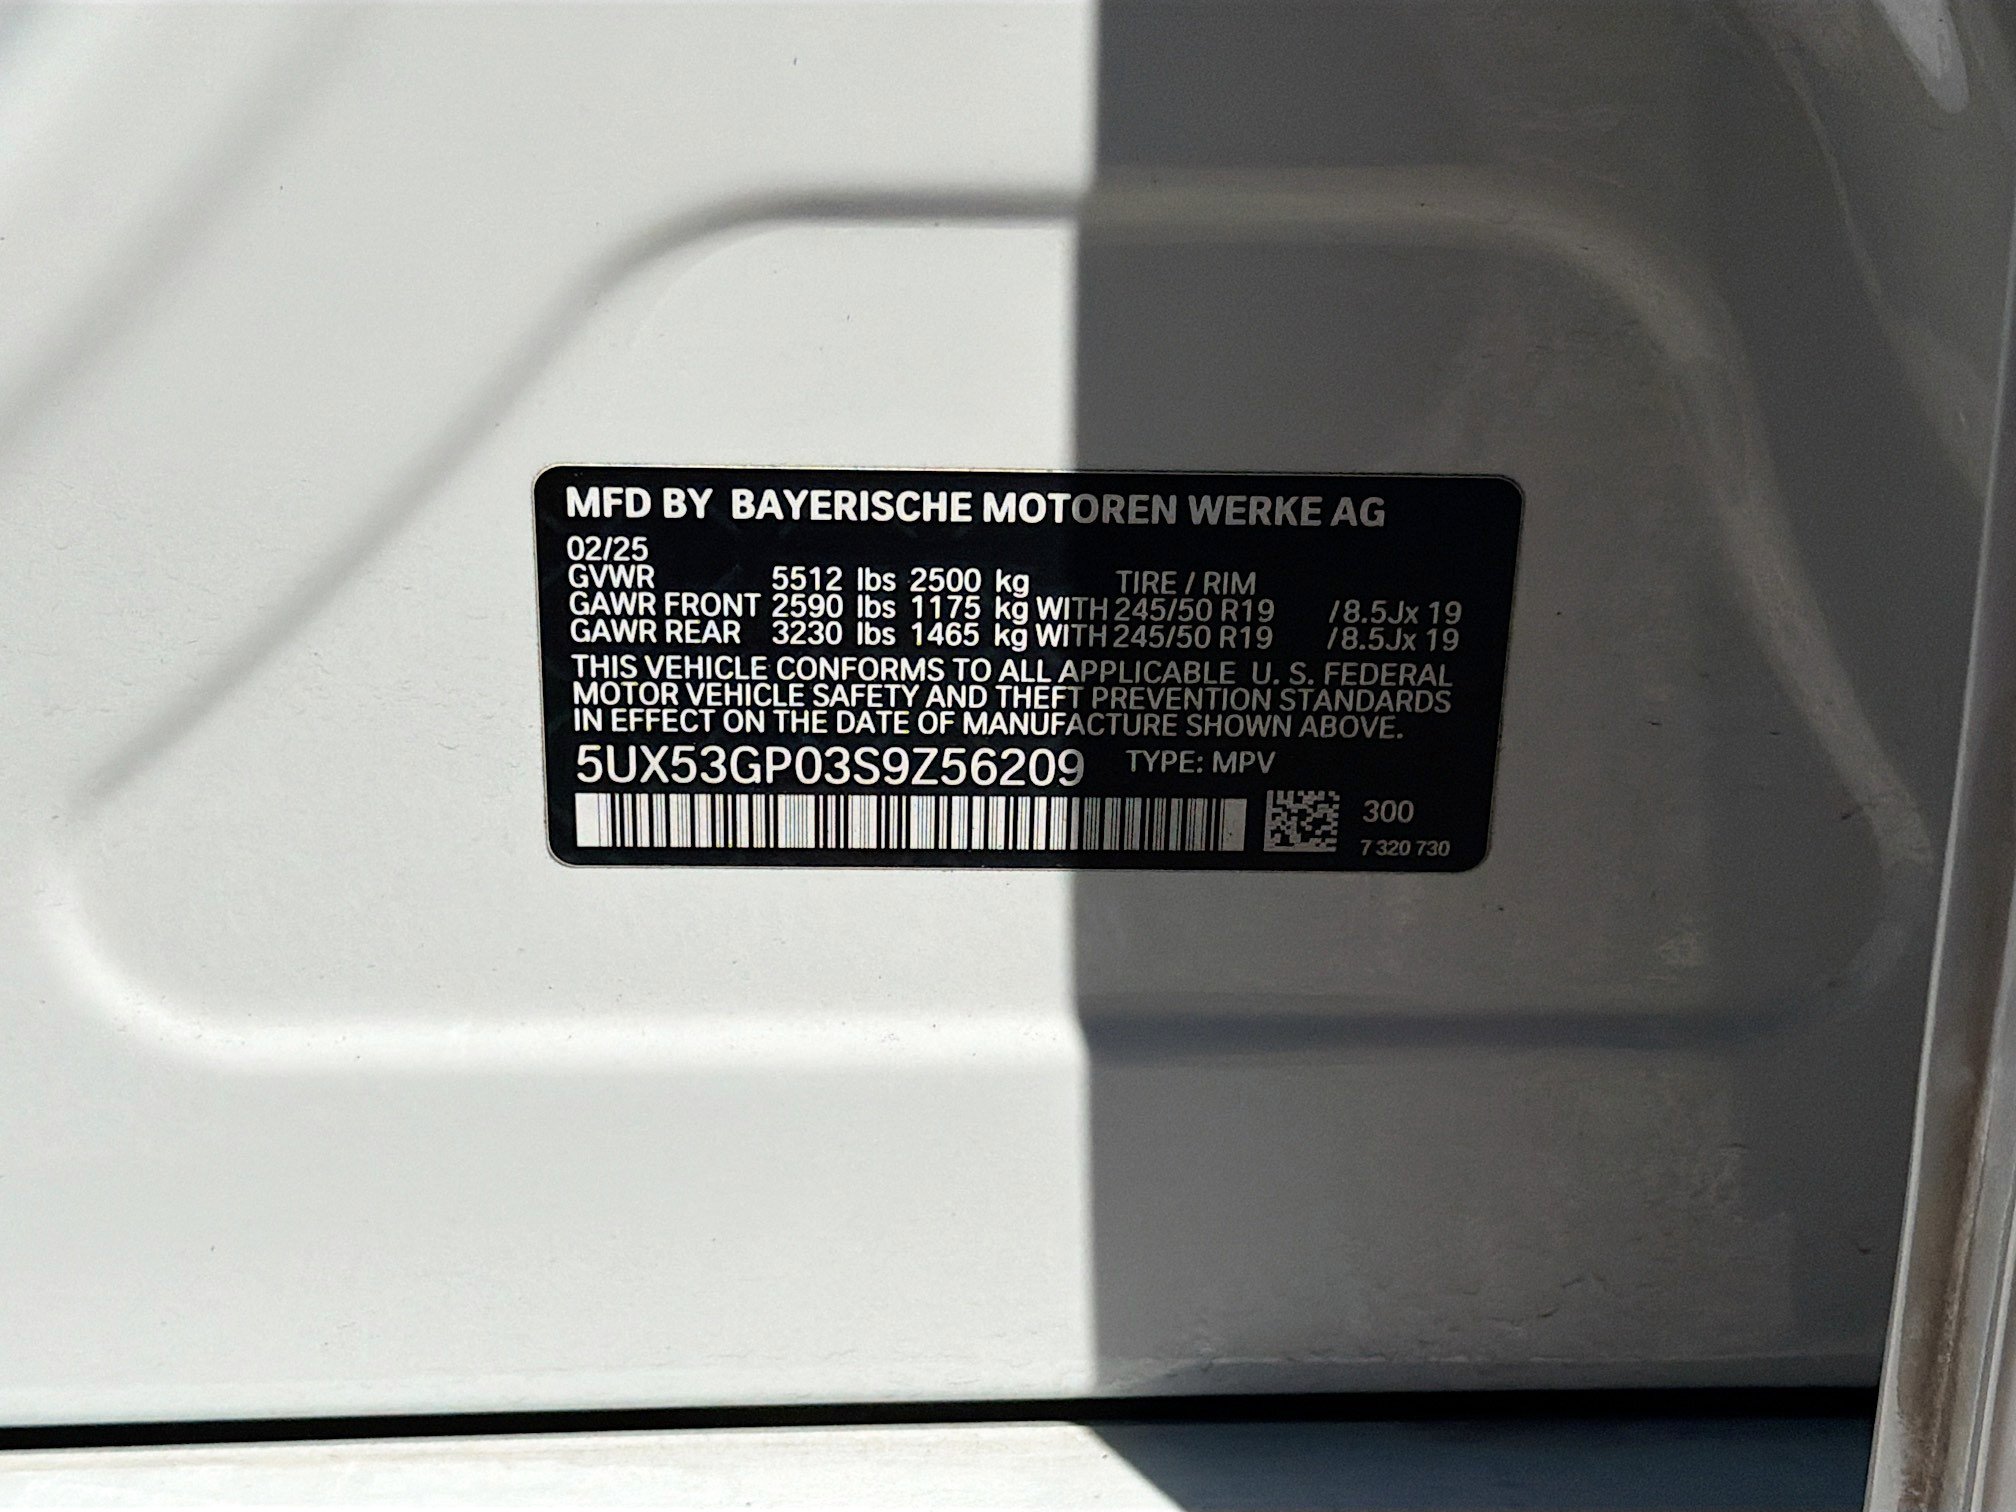 MFD BY BAYERISCHE MOTOREN WERKE AG
02/25
GVWR 5512 lbs 2500 kg TIRE / RIM
GAWR FRONT 2590 lbs 1175 kg WITH 245/50 R19 /8.5Jx 19
GAWR REAR 3230 lbs 1465 kg WITH 245/50 R19 /8.5Jx 19
THIS VEHICLE CONFORMS TO ALL APPLICABLE U. S. FEDERAL
MOTOR VEHICLE SAFETY AND THEFT PREVENTION STANDARDS
IN EFFECT ON THE DATE OF MANUFACTURE SHOWN ABOVE.
5UX53GP03S9Z56209 TYPE: MPV
300
7 320 730